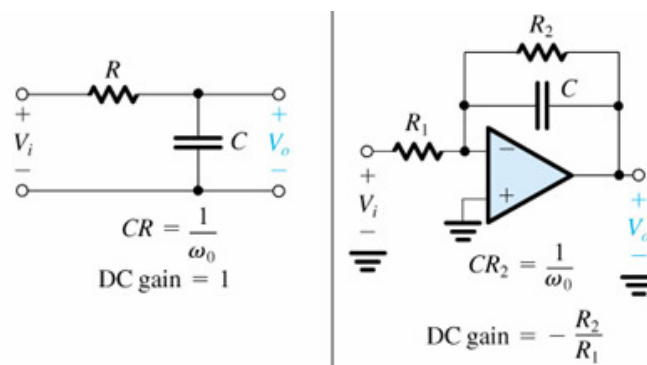 R
+
V_i
−
C
+
V_o
−
CR = 1/ω_0
DC gain = 1
R_2
C
R_1
+
V_i
−
−
+
+
V_o
−
CR_2 = 1/ω_0
DC gain = − R_2/R_1